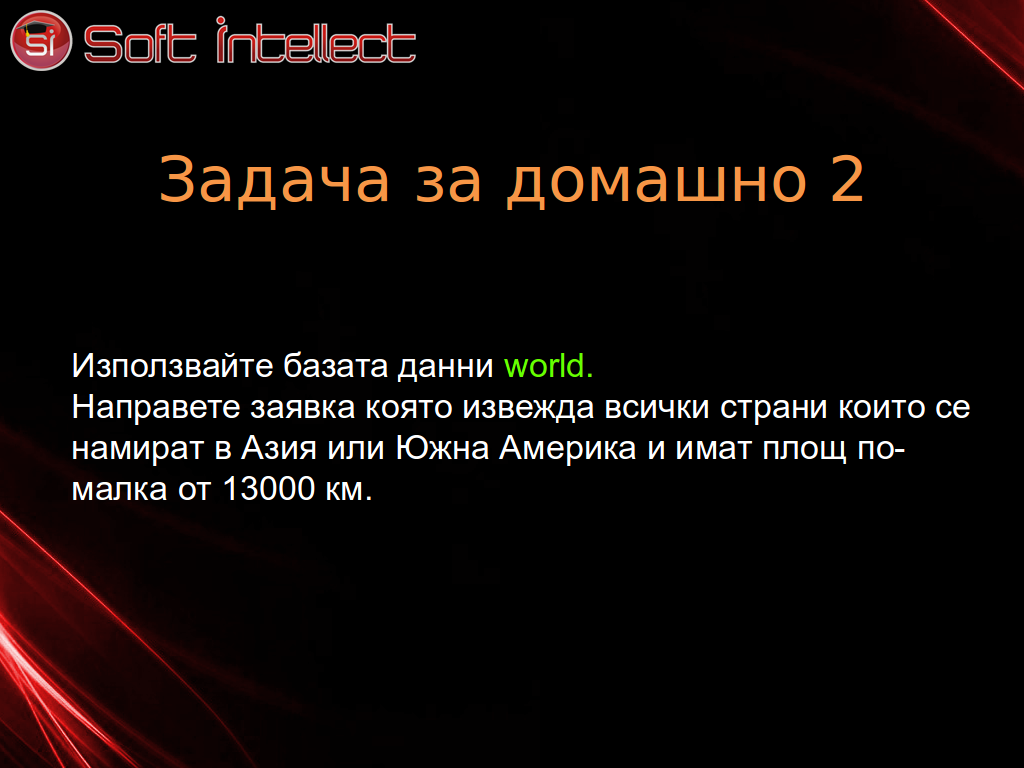 Si Soft Intellect
Задача за домашно 2
Използвайте базата данни world.
Направете заявка която извежда всички страни които се
намират в Азия или Южна Америка и имат площ по-
малка от 13000 км.